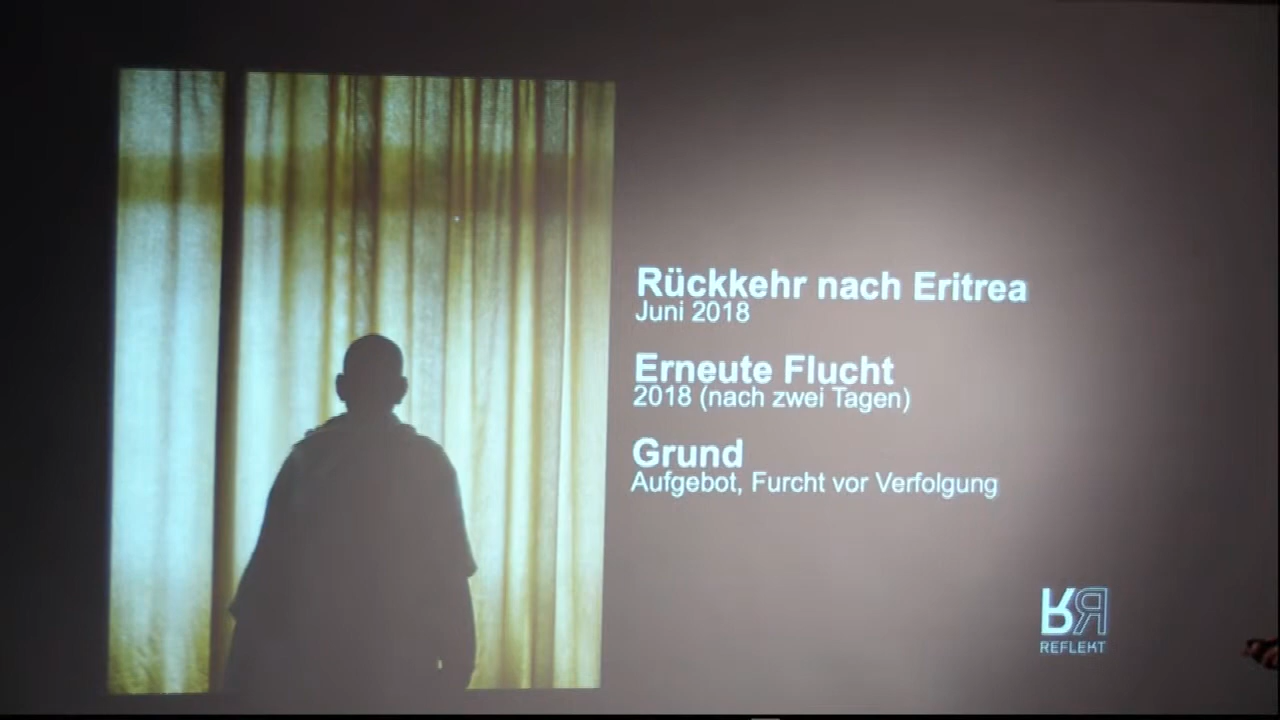 Rückkehr nach Eritrea
Juni 2018
Erneute Flucht
2018 (nach zwei Tagen)
Grund
Aufgebot, Furcht vor Verfolgung
REFLEKT